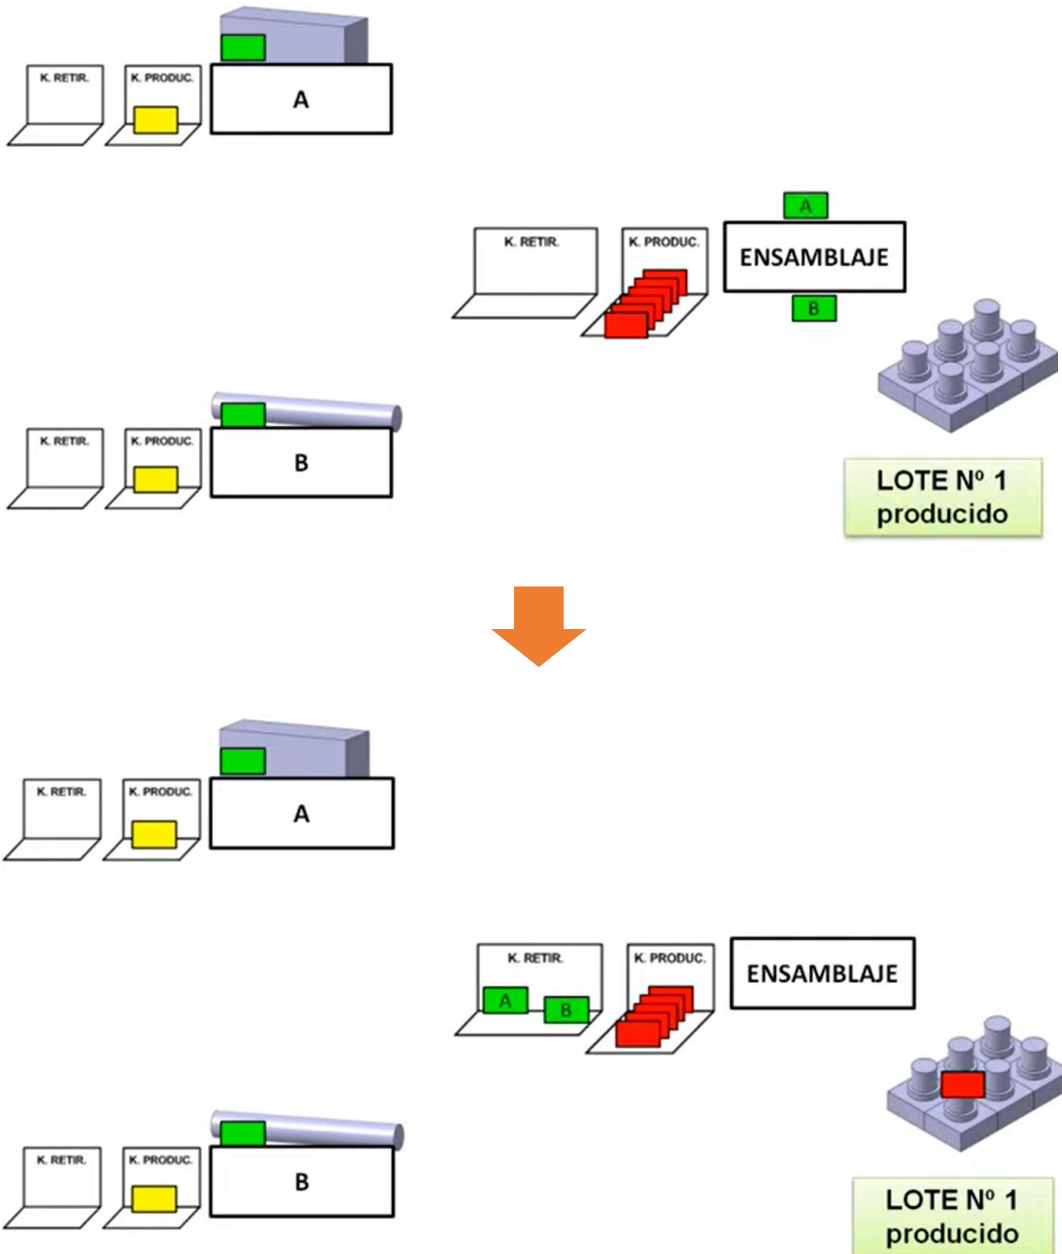 K. RETIR.
K. PRODUC.
A
A
K. RETIR.
K. PRODUC.
ENSAMBLAJE
B
K. RETIR.
K. PRODUC.
B
LOTE Nº 1
producido
K. RETIR.
K. PRODUC.
A
K. RETIR.
K. PRODUC.
ENSAMBLAJE
A
B
K. RETIR.
K. PRODUC.
B
LOTE Nº 1
producido